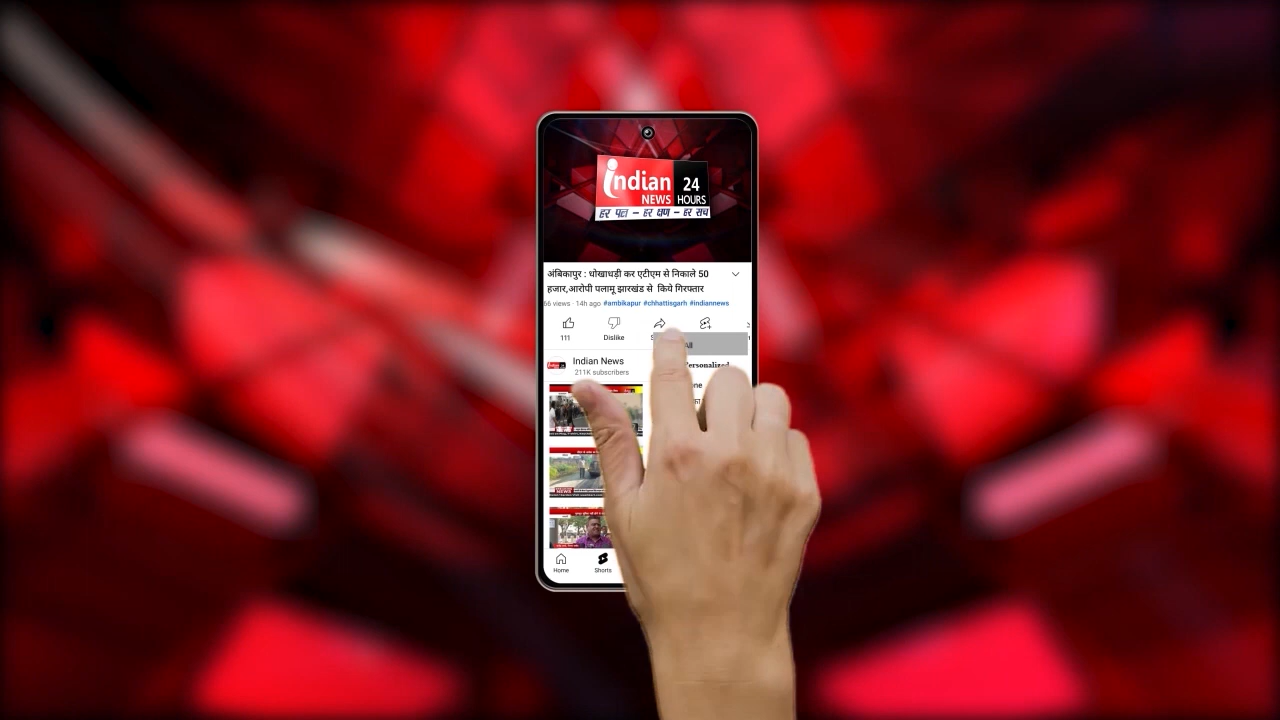 indian
24
NEWS
HOURS
हर पल – हर क्षण – हर सच
अंबिकापुर : धोखाधड़ी कर एटीएम से निकाले 50
हजार,आरोपी पलामू झारखंड से किये गिरफ्तार
66 views · 14h ago #ambikapur #chhattisgarh #indiannews
111
Dislike
All
Indian News
211K subscribers
Personalized
Home
Shorts